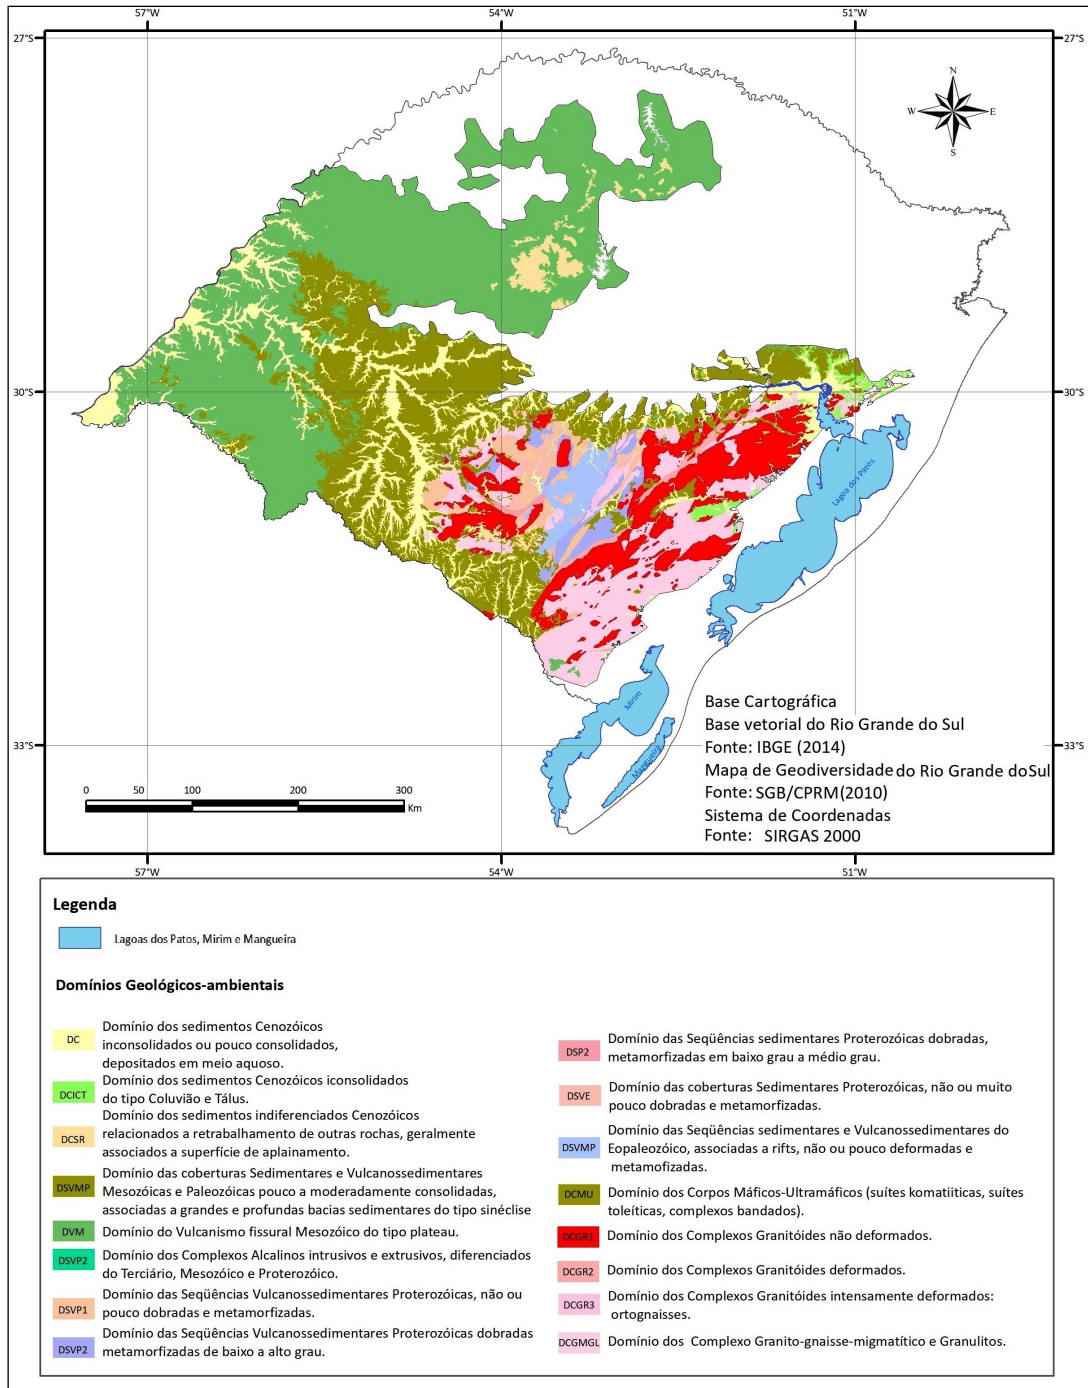 57°W
54°W
51°W
27°S
27°S
N
W
E
S
30°S
30°S
Lagoa dos Patos
Mirim
Mangueira
33°S
33°S
Base Cartográfica
Base vetorial do Rio Grande do Sul
Fonte: IBGE (2014)
Mapa de Geodiversidade do Rio Grande do Sul
Fonte: SGB/CPRM(2010)
Sistema de Coordenadas
Fonte: SIRGAS 2000
0 50 100 200 300
Km
57°W
54°W
51°W
Legenda
Lagoas dos Patos, Mirim e Mangueira
Domínios Geológicos-ambientais
DC
Domínio dos sedimentos Cenozóicos
inconsolidados ou pouco consolidados,
depositados em meio aquoso.
DCICT
Domínio dos sedimentos Cenozóicos iconsolidados
do tipo Coluvião e Tálus.
DCSR
Domínio dos sedimentos indiferenciados Cenozóicos
relacionados a retrabalhamento de outras rochas, geralmente
associados a superfície de aplainamento.
DSVMP
Domínio das coberturas Sedimentares e Vulcanossedimentares
Mesozóicas e Paleozóicas pouco a moderadamente consolidadas,
associadas a grandes e profundas bacias sedimentares do tipo sinéclise
DVM
Domínio do Vulcanismo fissural Mesozóico do tipo plateau.
DSVP2
Domínio dos Complexos Alcalinos intrusivos e extrusivos, diferenciados
do Terciário, Mesozóico e Proterozóico.
DSVP1
Domínio das Seqüências Vulcanossedimentares Proterozóicas, não ou
pouco dobradas e metamorfizadas.
DSVP2
Domínio das Seqüências Vulcanossedimentares Proterozóicas dobradas
metamorfizadas de baixo a alto grau.
DSP2
Domínio das Seqüências sedimentares Proterozóicas dobradas,
metamorfizadas em baixo grau a médio grau.
DSVE
Domínio das coberturas Sedimentares Proterozóicas, não ou muito
pouco dobradas e metamorfizadas.
DSVMP
Domínio das Seqüências sedimentares e Vulcanossedimentares do
Eopaleozóico, associadas a rifts, não ou pouco deformadas e
metamofizadas.
DCMU
Domínio dos Corpos Máficos-Ultramáficos (suítes komatiiticas, suítes
toleíticas, complexos bandados).
DCGR1
Domínio dos Complexos Granitóides não deformados.
DCGR2
Domínio dos Complexos Granitóides deformados.
DCGR3
Domínio dos Complexos Granitóides intensamente deformados:
ortognaisses.
DCGMGL
Domínio dos Complexo Granito-gnaisse-migmatítico e Granulitos.